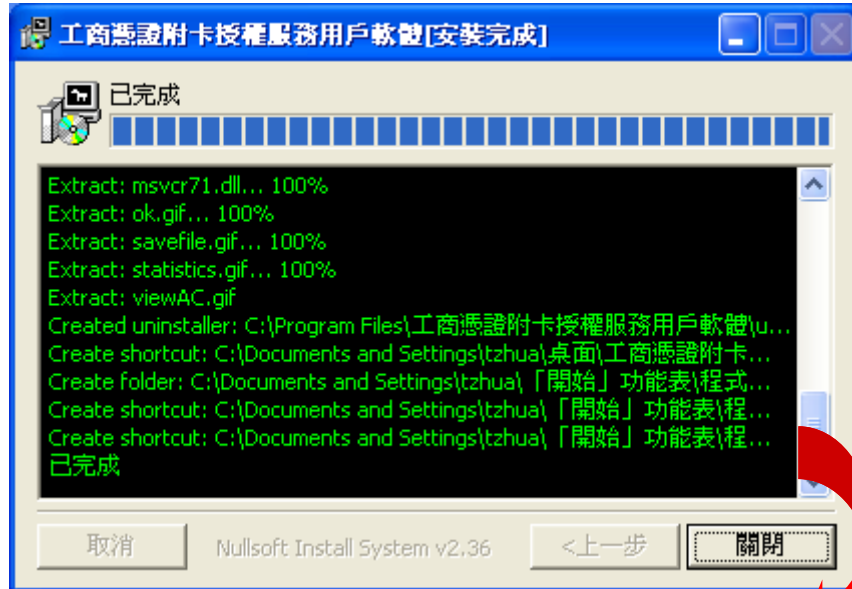 工商憑證附卡授權服務用戶軟體[安裝完成]
已完成
Extract: msvcr71.dll... 100%
Extract: ok.gif... 100%
Extract: savefile.gif... 100%
Extract: statistics.gif... 100%
Extract: viewAC.gif
Created uninstaller: C:\Program Files\工商憑證附卡授權服務用戶軟體\u...
Create shortcut: C:\Documents and Settings\tzhua\桌面\工商憑證附卡...
Create folder: C:\Documents and Settings\tzhua\「開始」功能表\程式...
Create shortcut: C:\Documents and Settings\tzhua\「開始」功能表\程...
Create shortcut: C:\Documents and Settings\tzhua\「開始」功能表\程...
已完成
取消 Nullsoft Install System v2.36 <上一步 關閉